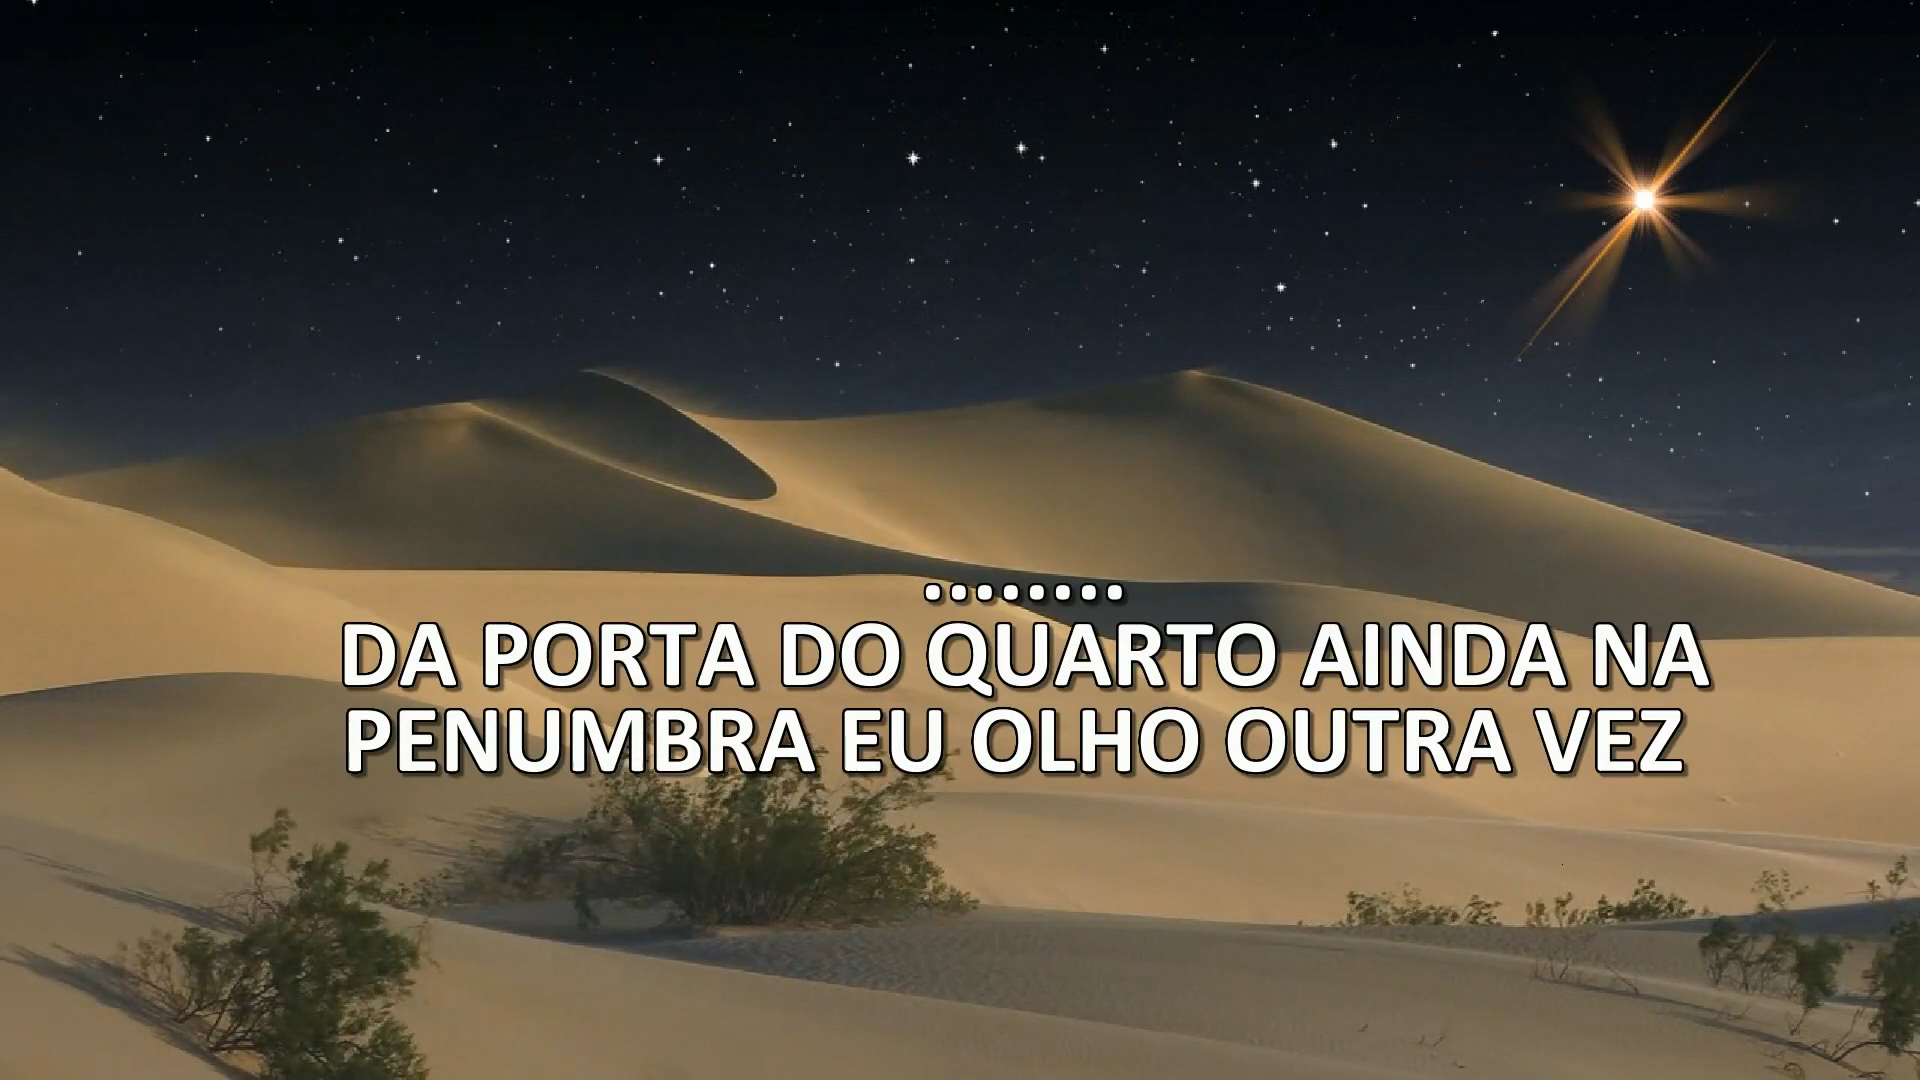 ........
DA PORTA DO QUARTO AINDA NA
PENUMBRA EU OLHO OUTRA VEZ